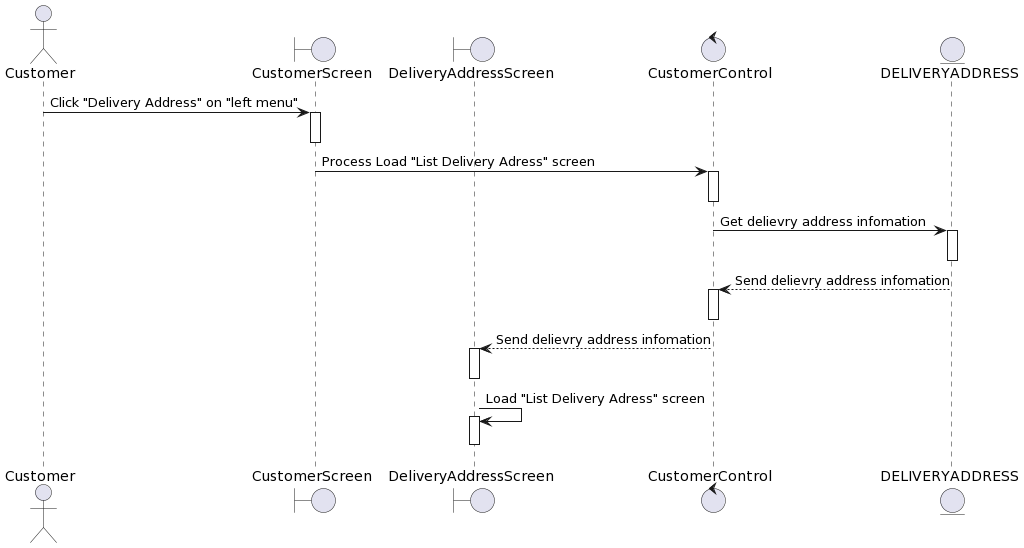 Customer
CustomerScreen
DeliveryAddressScreen
CustomerControl
DELIVERYADDRESS
Click "Delivery Address" on "left menu"
Process Load "List Delivery Adress" screen
Get delievry address infomation
Send delievry address infomation
Send delievry address infomation
Load "List Delivery Adress" screen
Customer
CustomerScreen
DeliveryAddressScreen
CustomerControl
DELIVERYADDRESS